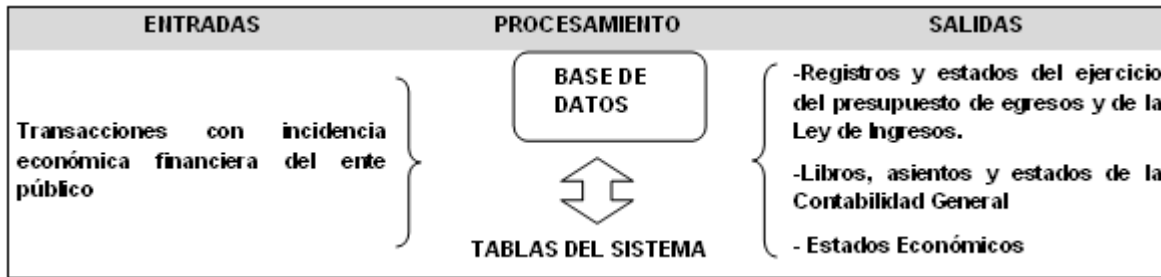 ENTRADAS PROCESAMIENTO SALIDAS
Transacciones con incidencia
económica financiera del ente
público
BASE DE
DATOS
TABLAS DEL SISTEMA
-Registros y estados del ejercicio
del presupuesto de egresos y de la
Ley de Ingresos.
-Libros, asientos y estados de la
Contabilidad General
- Estados Económicos